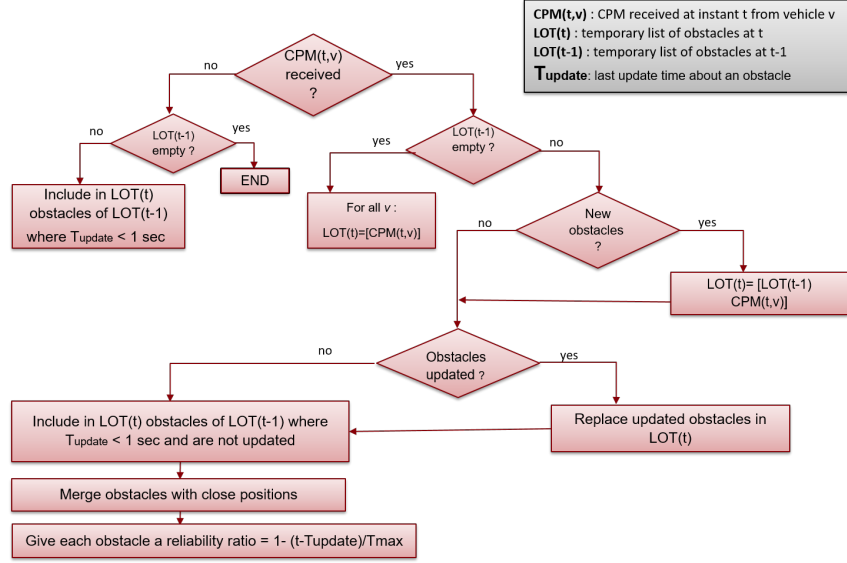 CPM(t,v) : CPM received at instant t from vehicle v
LOT(t) : temporary list of obstacles at t
LOT(t-1) : temporary list of obstacles at t-1
Tupdate: last update time about an obstacle
CPM(t,v)
received
?
no
yes
LOT(t-1)
empty ?
no
yes
END
Include in LOT(t)
obstacles of LOT(t-1)
where Tupdate < 1 sec
LOT(t-1)
empty ?
yes
no
For all v :
LOT(t)=[CPM(t,v)]
New
obstacles
?
no
yes
LOT(t)= [LOT(t-1)
CPM(t,v)]
Obstacles
updated ?
no
yes
Include in LOT(t) obstacles of LOT(t-1) where
Tupdate < 1 sec and are not updated
Replace updated obstacles in
LOT(t)
Merge obstacles with close positions
Give each obstacle a reliability ratio = 1- (t-Tupdate)/Tmax